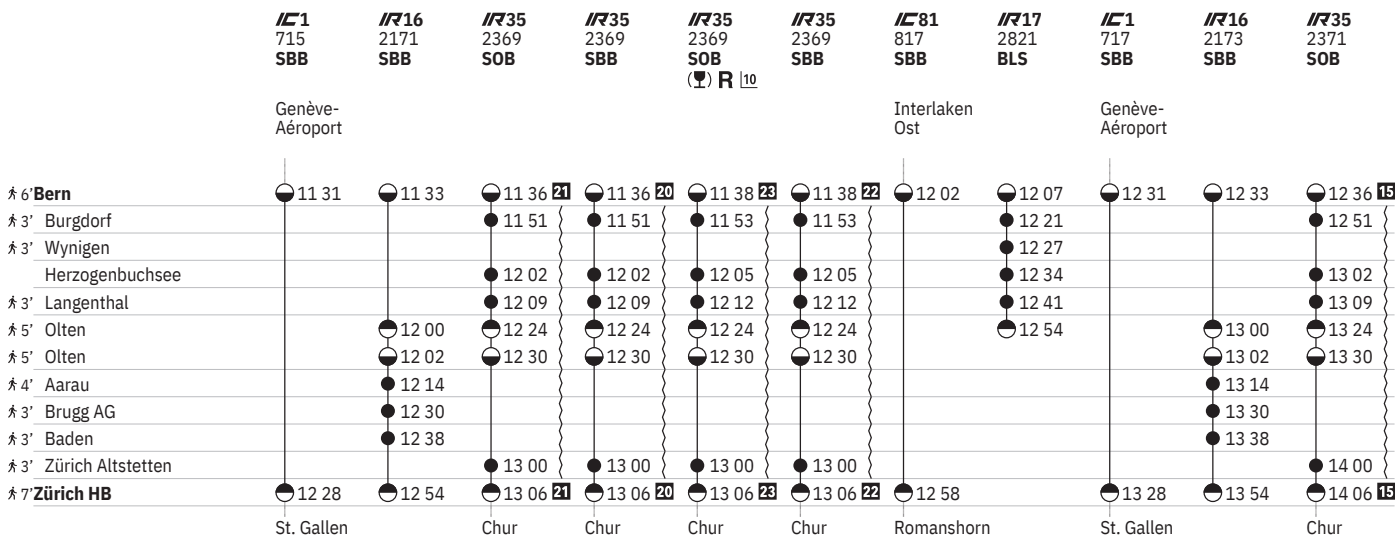 IC1 IR16 IR35 IR35 IR35 IR35 IC81 IR17 IC1 IR16 IR35
715 2171 2369 2369 2369 2369 817 2821 717 2173 2371
SBB SBB SOB SBB SOB SBB SBB BLS SBB SBB SOB
R 10
Genève- Interlaken Genève-
Aéroport Ost Aéroport
6' Bern 11 31 11 33 11 36 21 11 36 20 11 38 23 11 38 22 12 02 12 07 12 31 12 33 12 36 15
3' Burgdorf 11 51 11 51 11 53 11 53 12 21 12 51
3' Wynigen 12 27
Herzogenbuchsee 12 02 12 02 12 05 12 05 12 34 13 02
3' Langenthal 12 09 12 09 12 12 12 12 12 41 13 09
5' Olten 12 00 12 24 12 24 12 24 12 24 12 54 13 00 13 24
5' Olten 12 02 12 30 12 30 12 30 12 30 13 02 13 30
4' Aarau 12 14 13 14
3' Brugg AG 12 30 13 30
3' Baden 12 38 13 38
3' Zürich Altstetten 13 00 13 00 13 00 13 00 14 00
7' Zürich HB 12 28 12 54 13 06 21 13 06 20 13 06 23 13 06 22 12 58 13 28 13 54 14 06 15
St. Gallen Chur Chur Chur Chur Romanshorn St. Gallen Chur